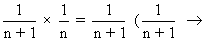 1/(n + 1) × 1/n = 1/(n + 1) (1/(n + 1) →